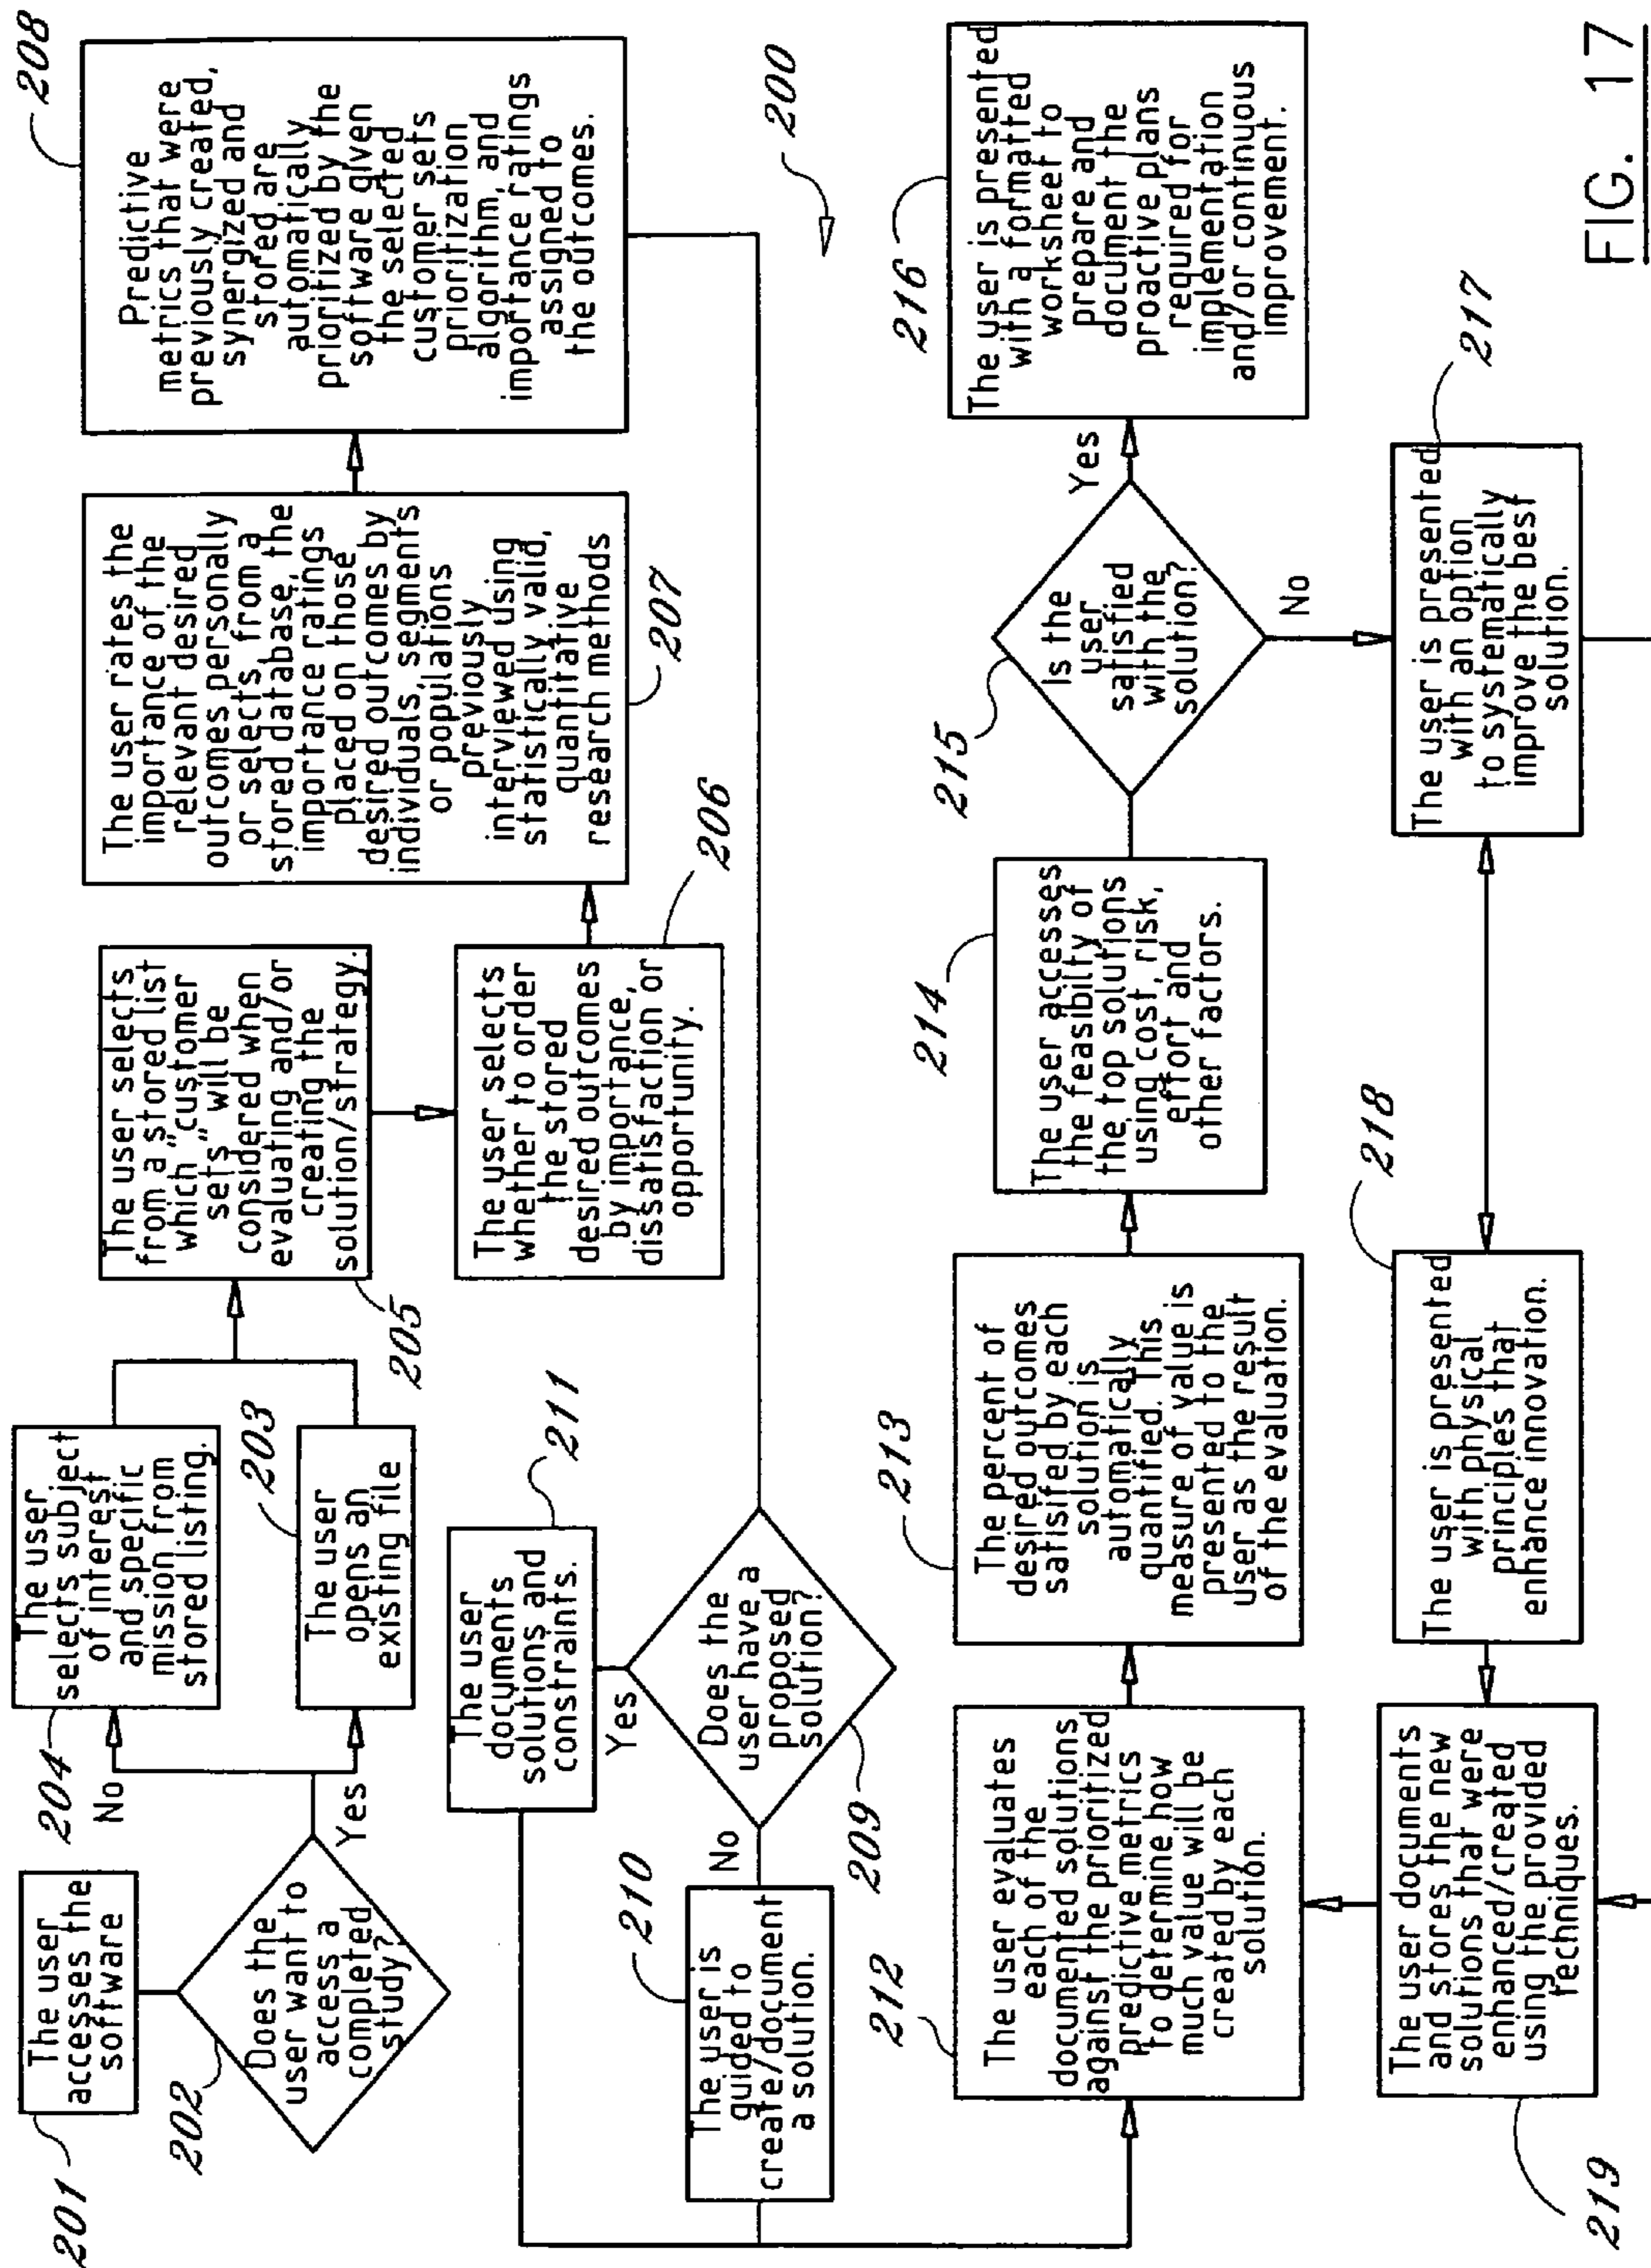 201
The user
accesses the
software
202
Does the
user want to
access a
completed
study?
No
Yes
204
The user
selects subject
of interest
and specific
mission from
stored listing.
203
The user
opens an
existing file
205
The user selects
from a "stored list
which "customer
sets" will be
considered when
evaluating and/or
creating the
solution/strategy.
206
The user selects
whether to order
the stored
desired outcomes
by importance,
dissatisfaction or
opportunity.
207
The user rates the
importance of the
relevant desired
outcomes personally
or selects from a
stored database, the
importance ratings
placed on those
desired outcomes by
individuals, segments
or populations
previously
interviewed using
statistically valid,
quantitative
research methods
208
Predictive
metrics that were
previously created,
synergized and
stored are
automatically
prioritized by the
software given
the selected
customer sets
prioritization
algorithm, and
importance ratings
assigned to
the outcomes.
209
Does the
user have a
proposed
solution?
No
Yes
210
The user is
guided to
create/document
a solution.
211
The user
documents
solutions and
constraints.
200
212
The user evaluates
each of the
documented solutions
against the prioritized
predictive metrics
to determine how
much value will be
created by each
solution.
213
The percent of
desired outcomes
satisifed by each
solution is
automatically
quantified. This
measure of value is
presented to the
user as the result
of the evaluation.
214
The user accesses
the feasibility of
the top solutions
using cost, risk,
effort and
other factors.
215
Is the
user
satisfied
with the
solution?
Yes
No
216
The user is presented
with a formatted
worksheet to
prepare and
document the
proactive plans
required for
implementation
and/or continuous
improvement.
217
The user is presented
with an option
to systematically
improve the best
solution.
218
The user is presented
with physical
principles that
enhance innovation.
219
The user documents
and stores the new
solutions that were
enhanced/created
using the provided
techniques.
FIG. 17